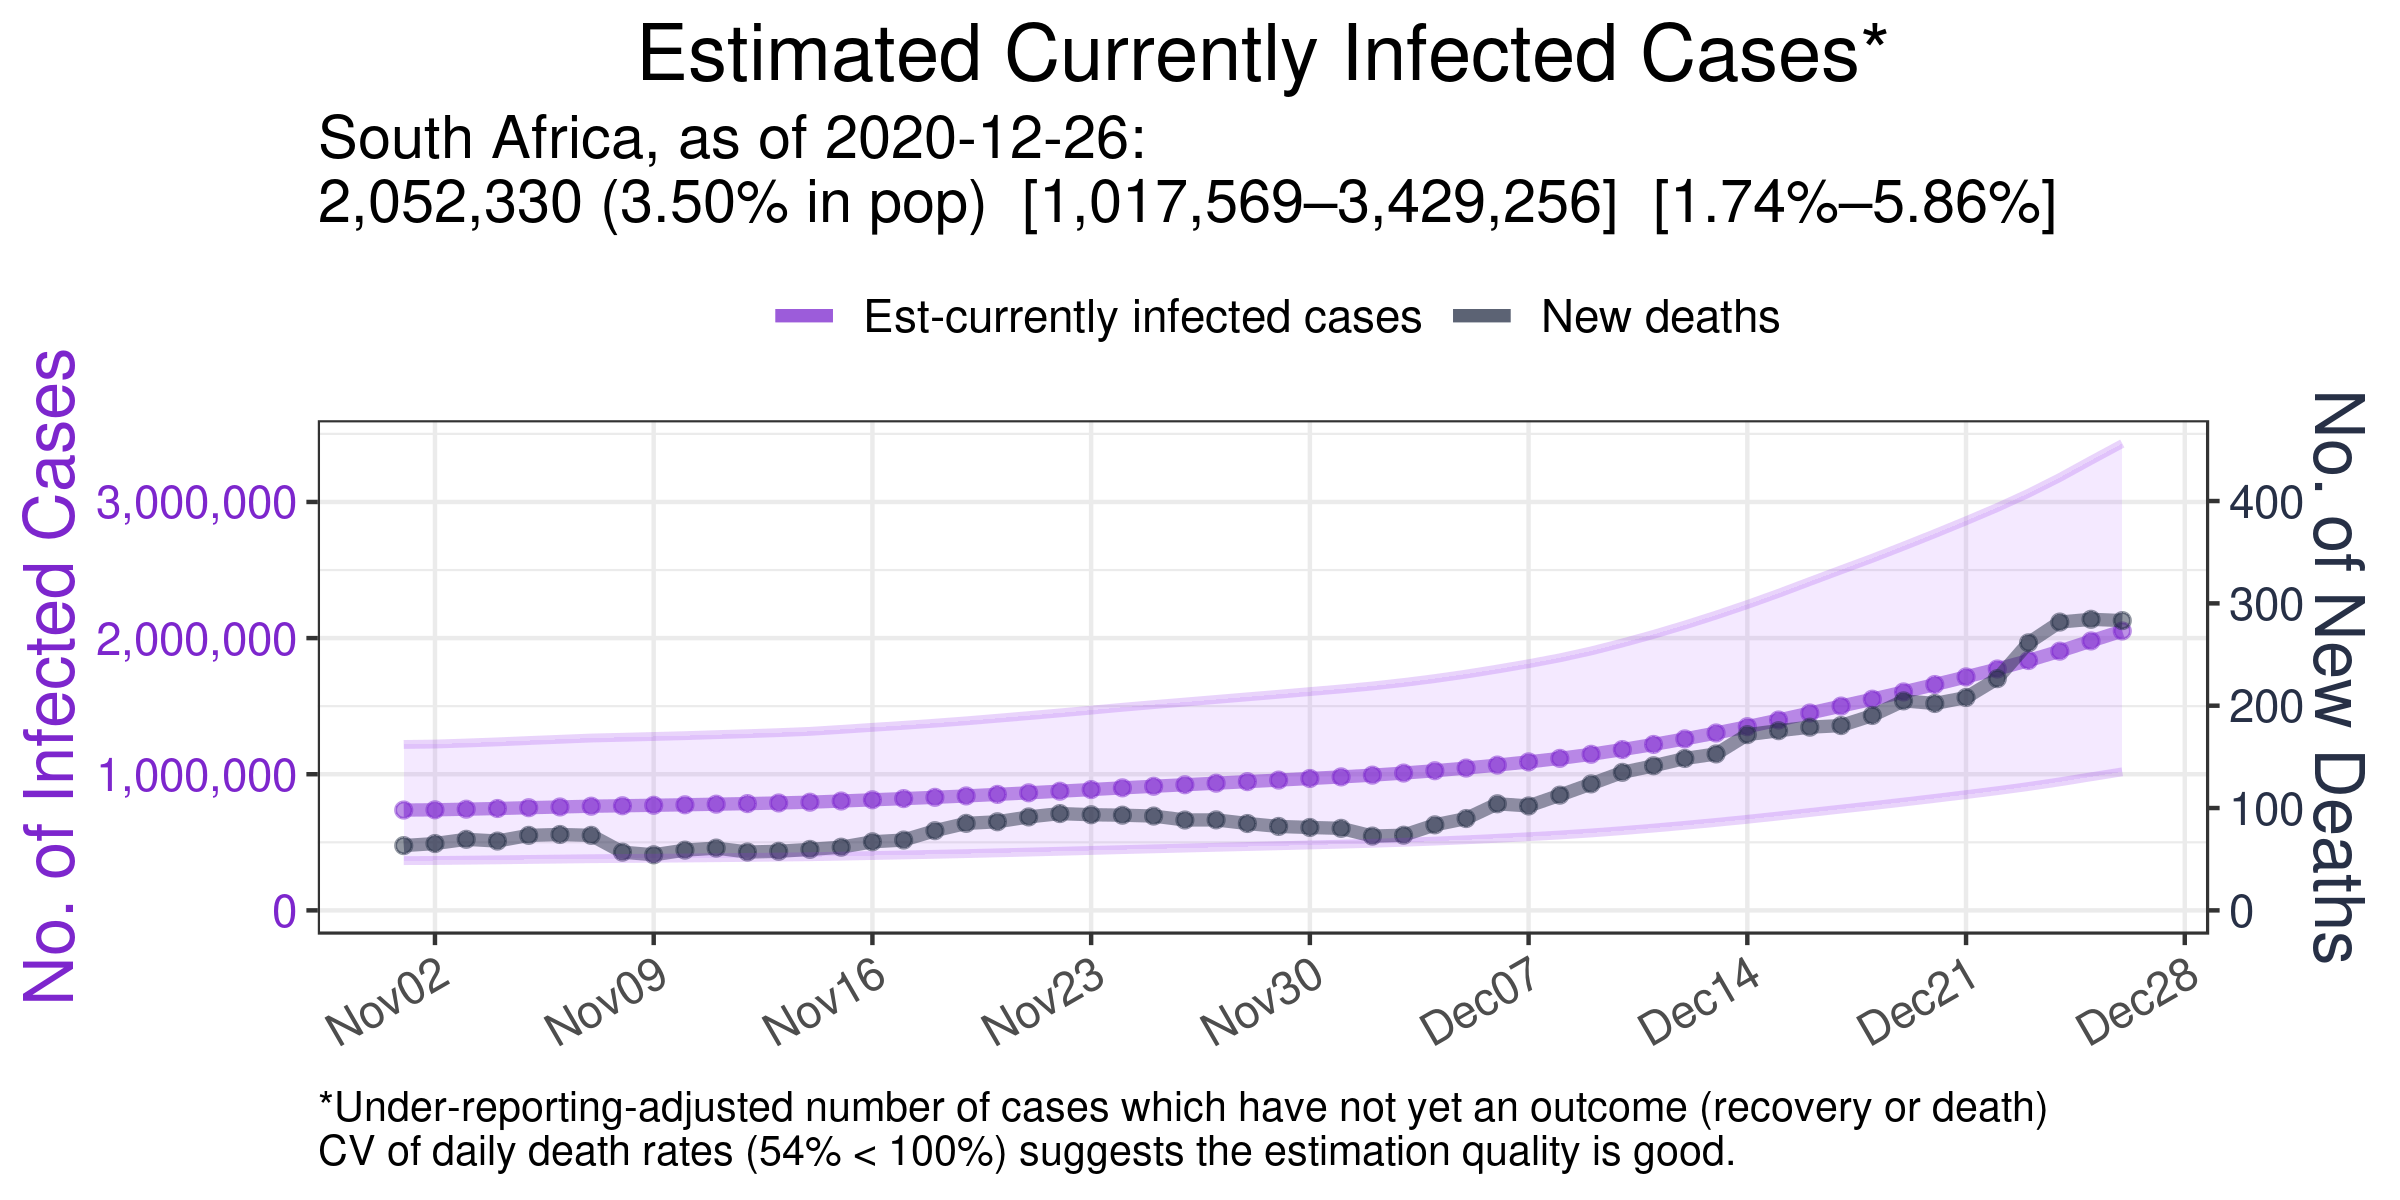 Estimated Currently Infected Cases*
South Africa, as of 2020-12-26:
2,052,330 (3.50% in pop) [1,017,569–3,429,256] [1.74%–5.86%]
Est-currently infected cases New deaths
No. of Infected Cases
3,000,000
2,000,000
1,000,000
0
400
300
200
100
0
No. of New Deaths
Nov02 Nov09 Nov16 Nov23 Nov30 Dec07 Dec14 Dec21 Dec28
*Under-reporting-adjusted number of cases which have not yet an outcome (recovery or death)
CV of daily death rates (54% < 100%) suggests the estimation quality is good.